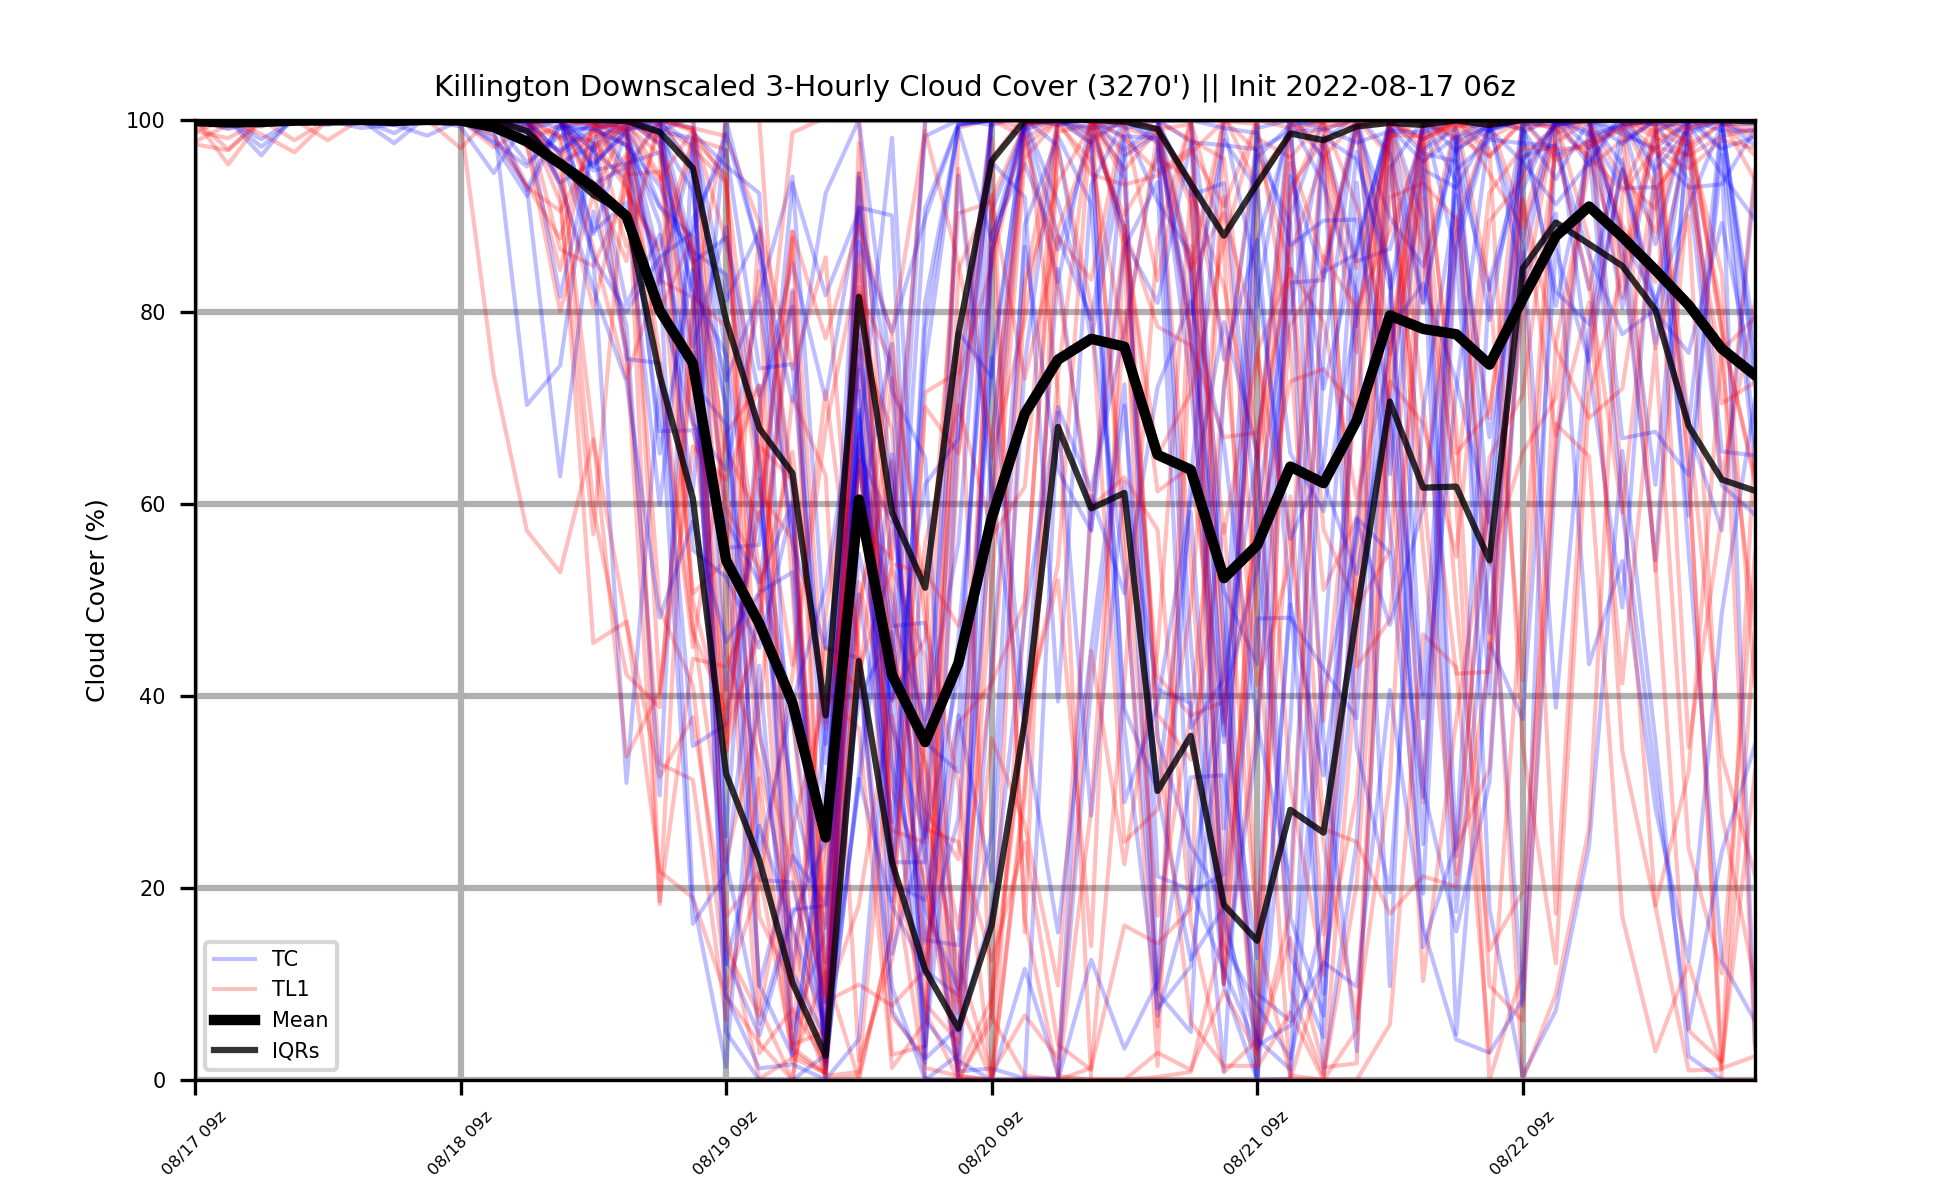 Killington Downscaled 3-Hourly Cloud Cover (3270') || Init 2022-08-17 06z
100
80
60
40
20
0
Cloud Cover (%)
TC
TL1
Mean
IQRs
08/17 09z
08/18 09z
08/19 09z
08/20 09z
08/21 09z
08/22 09z